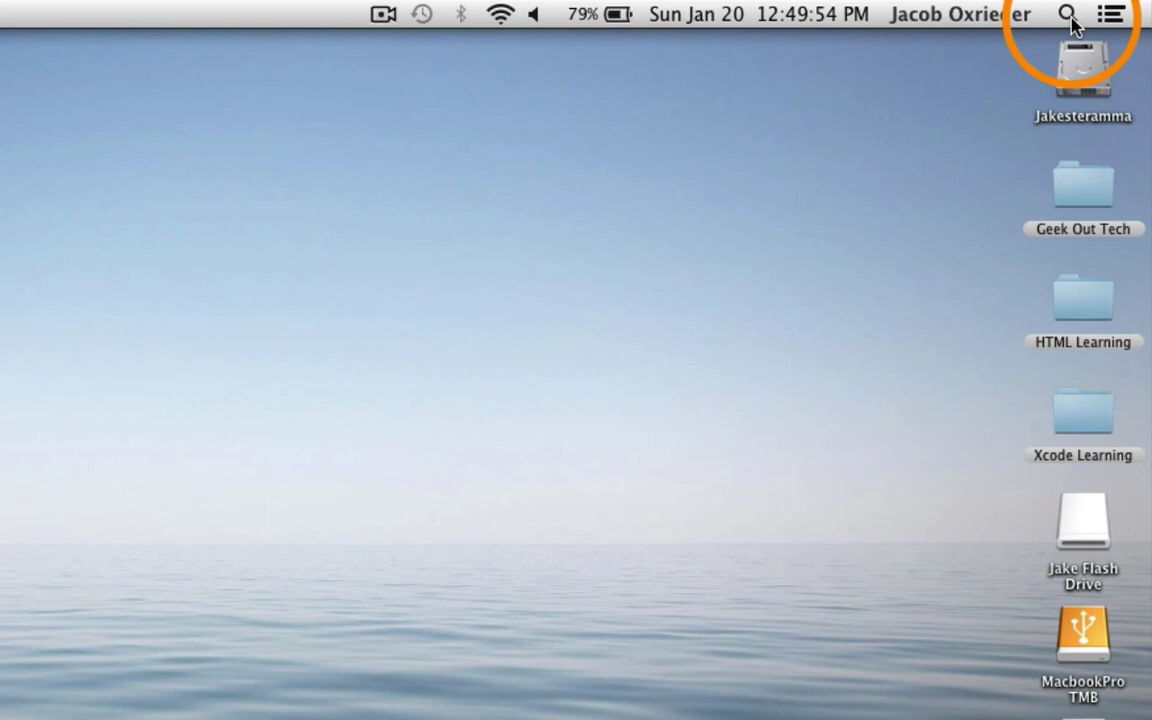 79% Sun Jan 20 12:49:54 PM Jacob Oxrieder
Jakesteramma
Geek Out Tech
HTML Learning
Xcode Learning
Jake Flash
Drive
MacbookPro
TMB